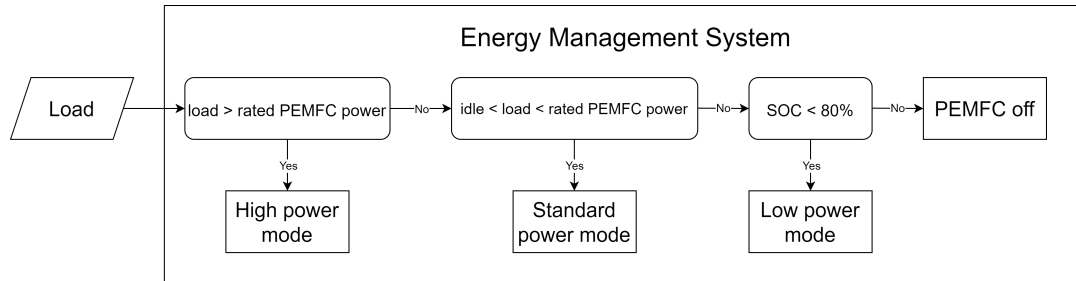 Energy Management System
Load
load > rated PEMFC power
No
idle < load < rated PEMFC power
No
SOC < 80%
No
PEMFC off
Yes
Yes
Yes
High power
mode
Standard
power mode
Low power
mode